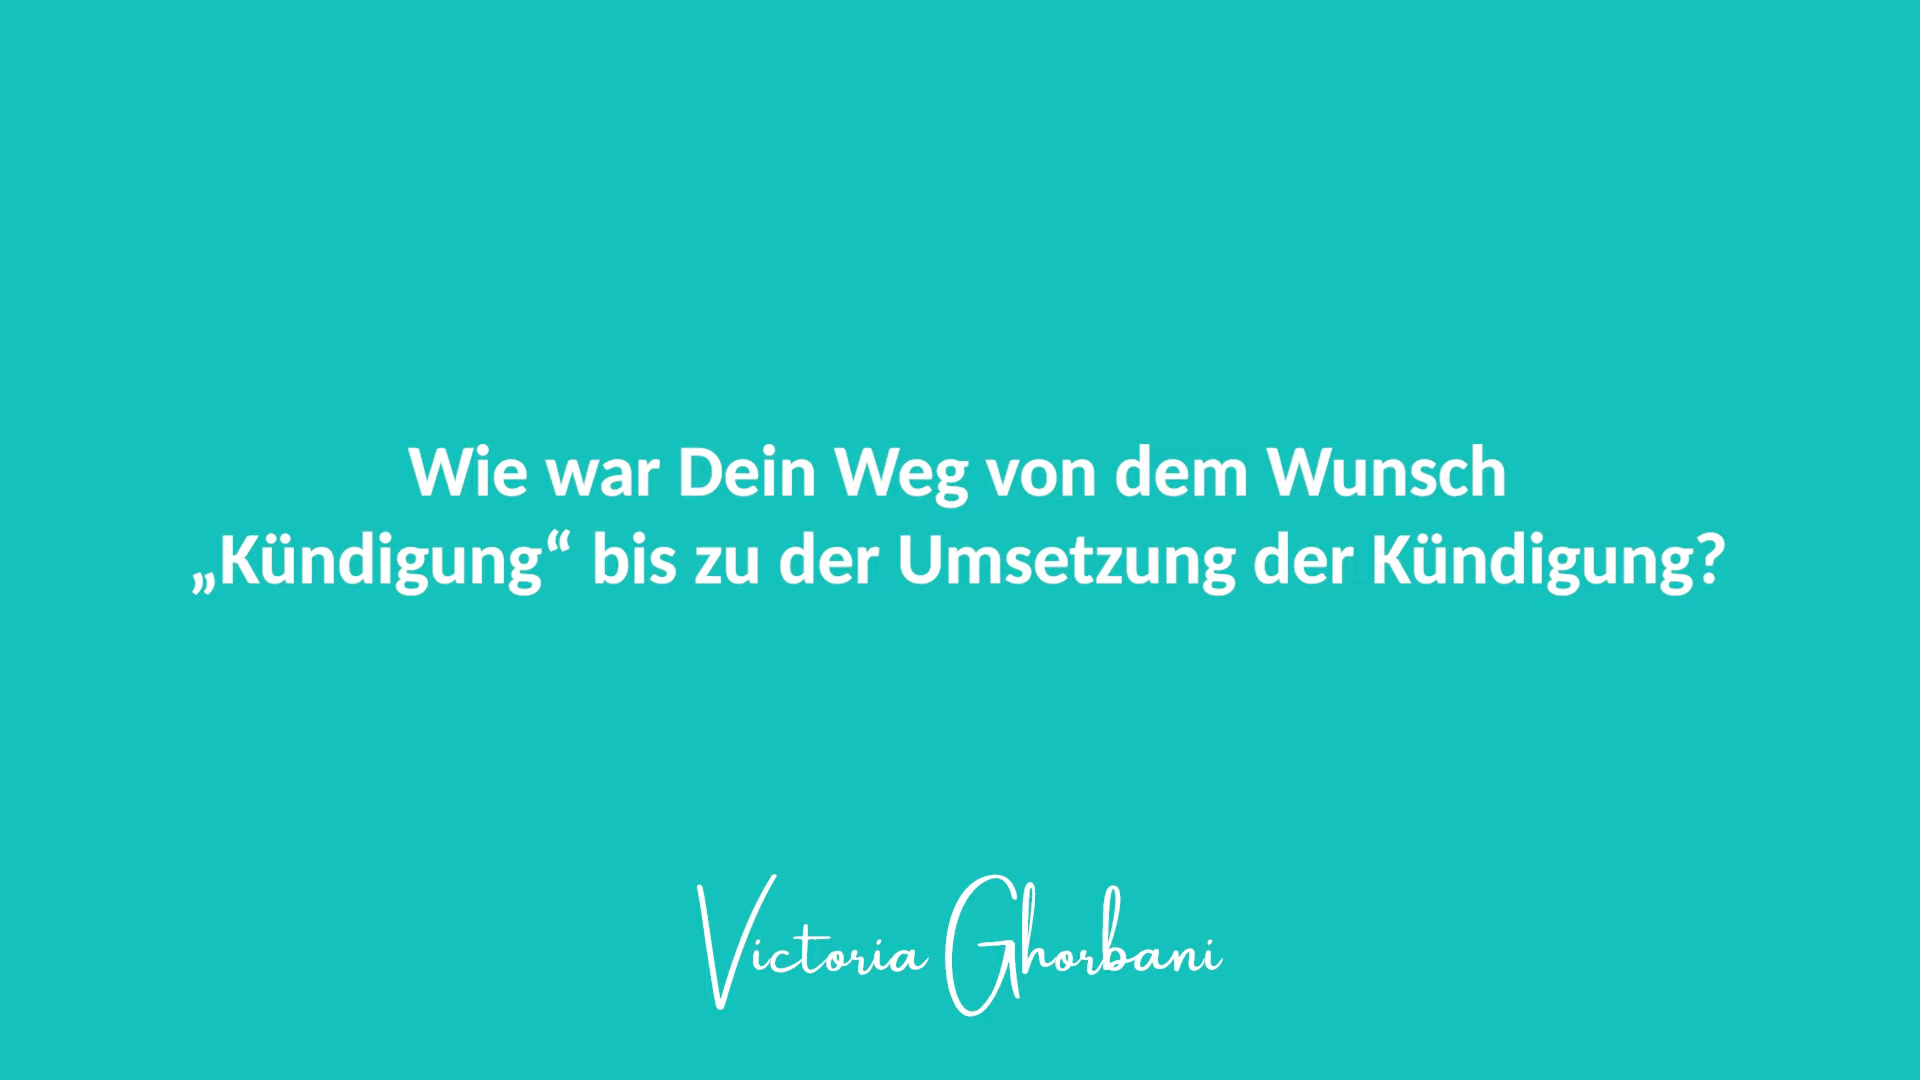 Wie war Dein Weg von dem Wunsch
„Kündigung“ bis zu der Umsetzung der Kündigung?
Victoria Ghorbani